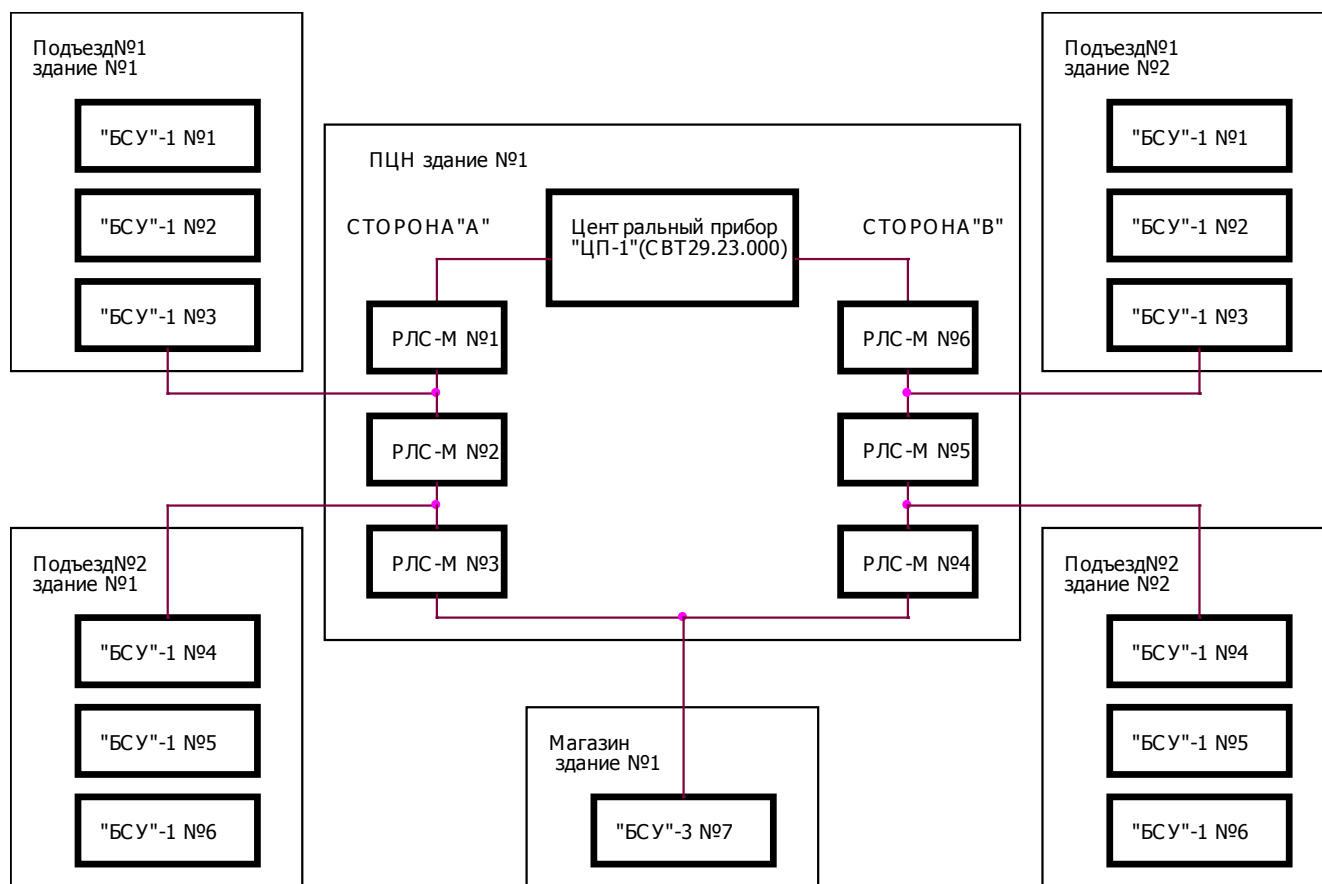 Подъезд№1
здание №1
"БСУ"-1 №1
"БСУ"-1 №2
"БСУ"-1 №3
Подъезд№2
здание №1
"БСУ"-1 №4
"БСУ"-1 №5
"БСУ"-1 №6
ПЦН здание №1
СТОРОНА"А"
Центральный прибор
"ЦП-1"(СВТ29.23.000)
СТОРОНА"В"
РЛС-М №1
РЛС-М №2
РЛС-М №3
РЛС-М №6
РЛС-М №5
РЛС-М №4
Магазин
здание №1
"БСУ"-3 №7
Подъезд№1
здание №2
"БСУ"-1 №1
"БСУ"-1 №2
"БСУ"-1 №3
Подъезд№2
здание №2
"БСУ"-1 №4
"БСУ"-1 №5
"БСУ"-1 №6